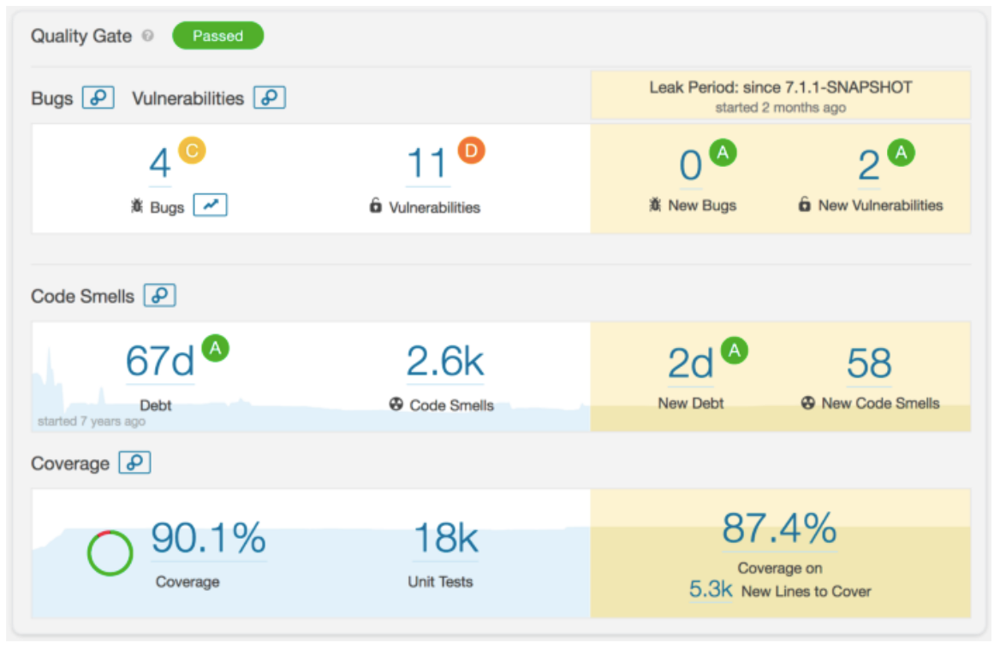 Quality Gate ? Passed
Bugs Vulnerabilities
Leak Period: since 7.1.1-SNAPSHOT
started 2 months ago
4 C 11 D 0 A 2 A
Bugs Vulnerabilities New Bugs New Vulnerabilities
Code Smells
67d A 2.6k 2d A 58
Debt Code Smells New Debt New Code Smells
started 7 years ago
Coverage
90.1% 18k 87.4%
Coverage Unit Tests Coverage on
5.3k New Lines to Cover